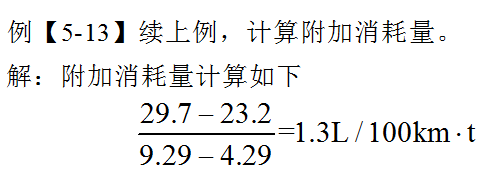 例【5-13】续上例，计算附加消耗量。
解：附加消耗量计算如下
$\frac{29.7-23.2}{9.29-4.29}$=1.3L / 100km·t